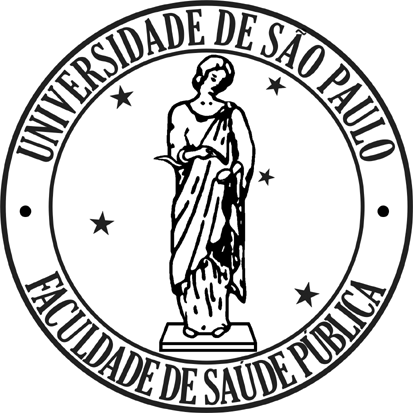 UNIVERSIDADE DE SÃO PAULO
FACULDADE DE SAÚDE PÚBLICA